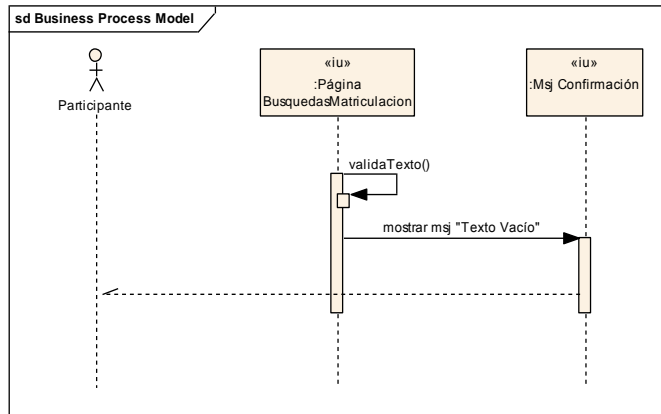 sd Business Process Model
Participante
«iu»
:Página
BusquedasMatriculacion
«iu»
:Msj Confirmación
validaTexto()
mostrar msj "Texto Vacío"